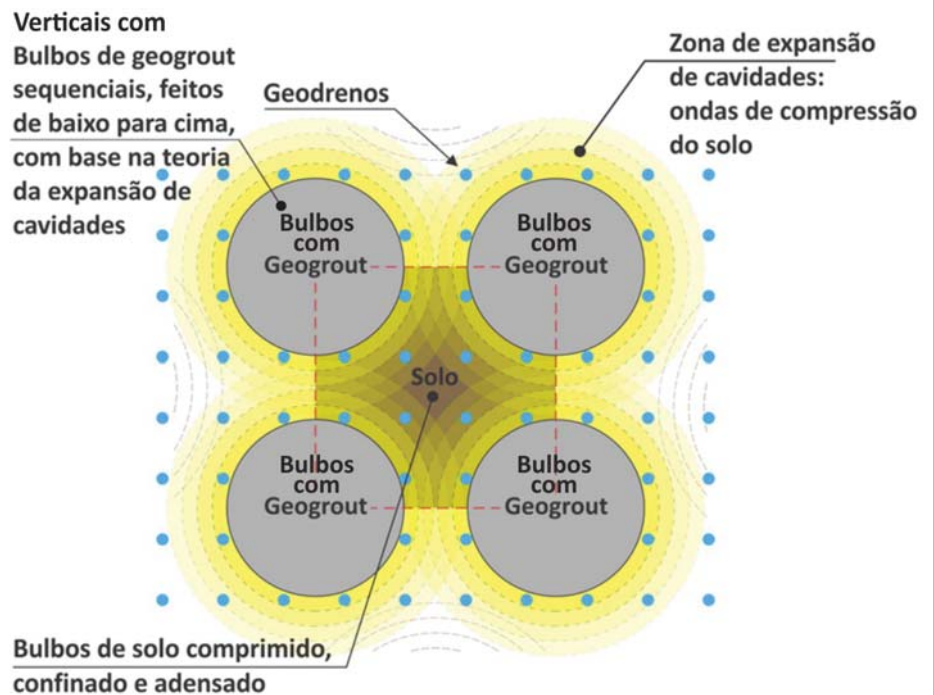 Verticais com
Bulbos de geogrout
sequenciais, feitos
de baixo para cima,
com base na teoria
da expansão de
cavidades
Geodrenos
Zona de expansão
de cavidades:
ondas de compressão
do solo
Bulbos
com
Geogrout
Bulbos
com
Geogrout
Solo
Bulbos
com
Geogrout
Bulbos
com
Geogrout
Bulbos de solo comprimido,
confinado e adensado